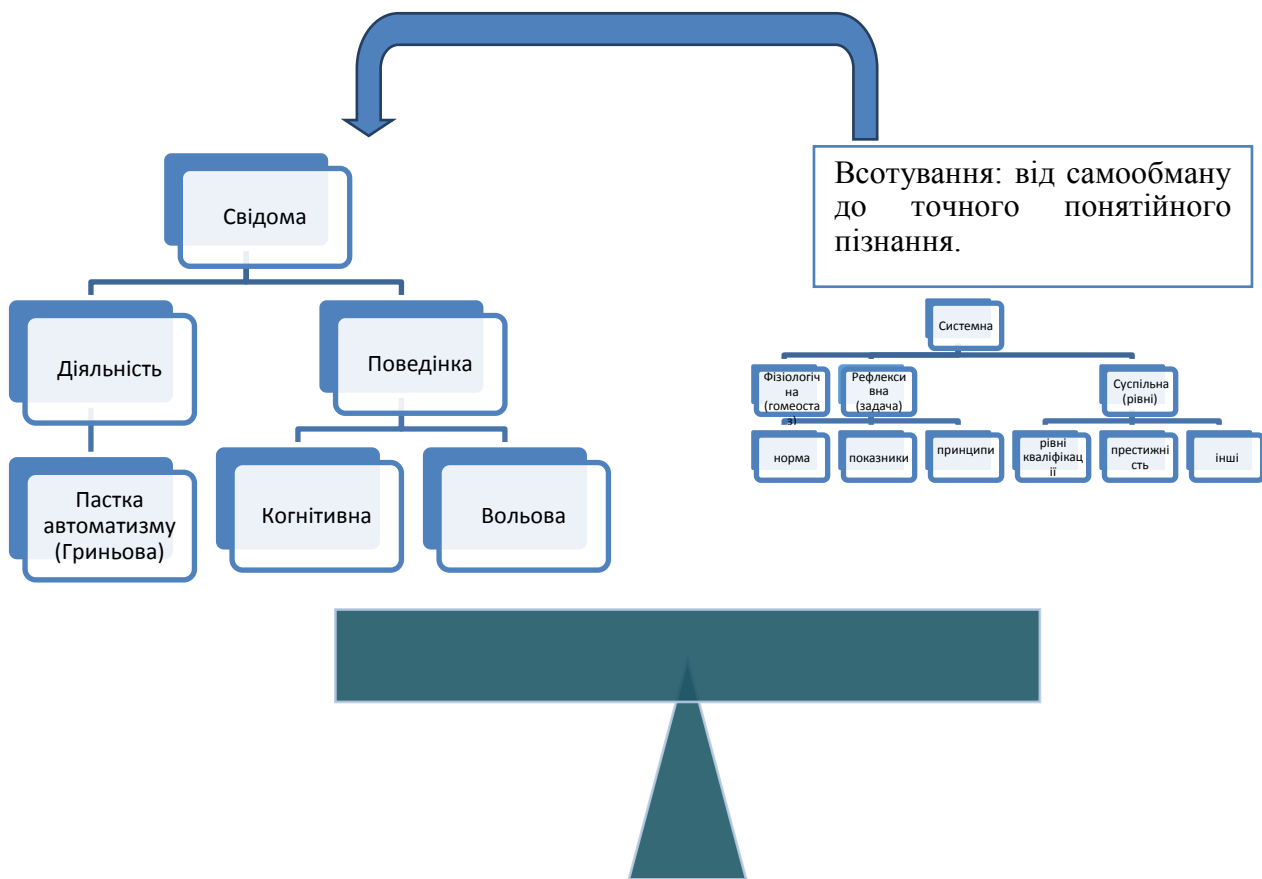 Всотування: від самообману
до точного понятійного
пізнання.
Свідома
Діяльність
Поведінка
Пастка
автоматизму
(Гриньова)
Когнітивна
Вольова
Системна
Фізіологіч
на
(гомеоста
з)
Рефлекси
вна
(задача)
Суспільна
(рівні)
норма
показники
принципи
рівні
кваліфікац
ії
престижні
сть
інші